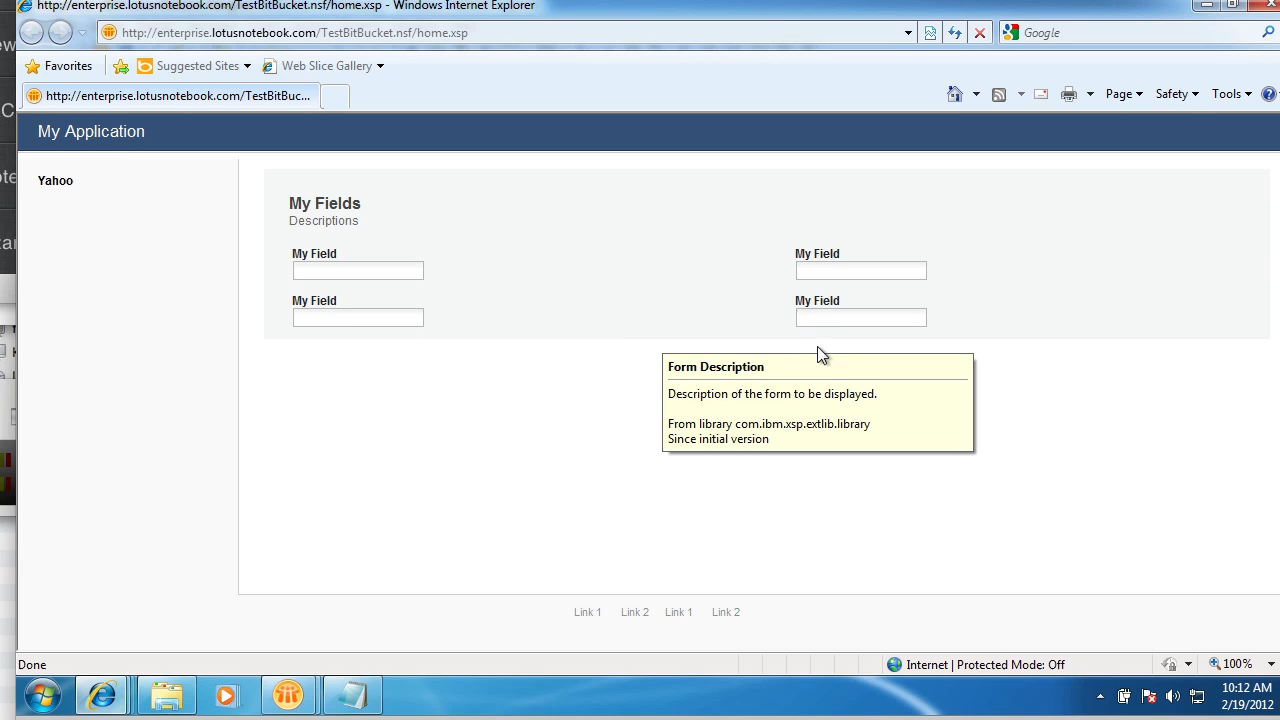 http://enterprise.lotusnotebook.com/TestBitBucket.nsf/home.xsp - Windows Internet Explorer
http://enterprise.lotusnotebook.com/TestBitBucket.nsf/home.xsp
Google
Favorites
Suggested Sites
Web Slice Gallery
http://enterprise.lotusnotebook.com/TestBitBuc...
Page
Safety
Tools
My Application
Yahoo
My Fields
Descriptions
My Field
My Field
My Field
My Field
Form Description
Description of the form to be displayed.
From library com.ibm.xsp.extlib.library
Since initial version
Link 1 Link 2 Link 1 Link 2
Done
Internet | Protected Mode: Off
100%
10:12 AM
2/19/2012